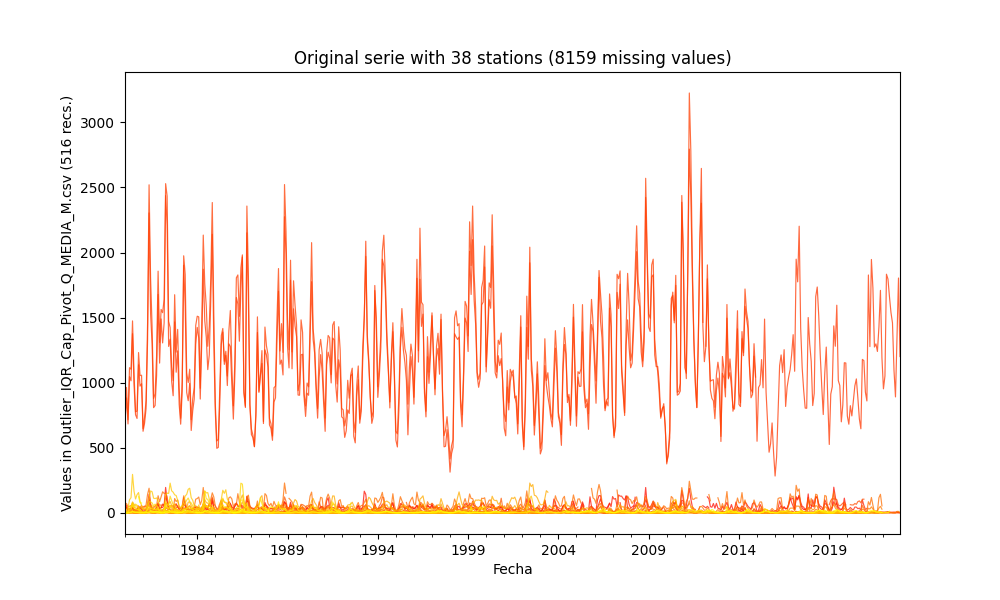 Original serie with 38 stations (8159 missing values)
Values in Outlier_IQR_Cap_Pivot_Q_MEDIA_M.csv (516 recs.)
3000
2500
2000
1500
1000
500
0
1984 1989 1994 1999 2004 2009 2014 2019
Fecha